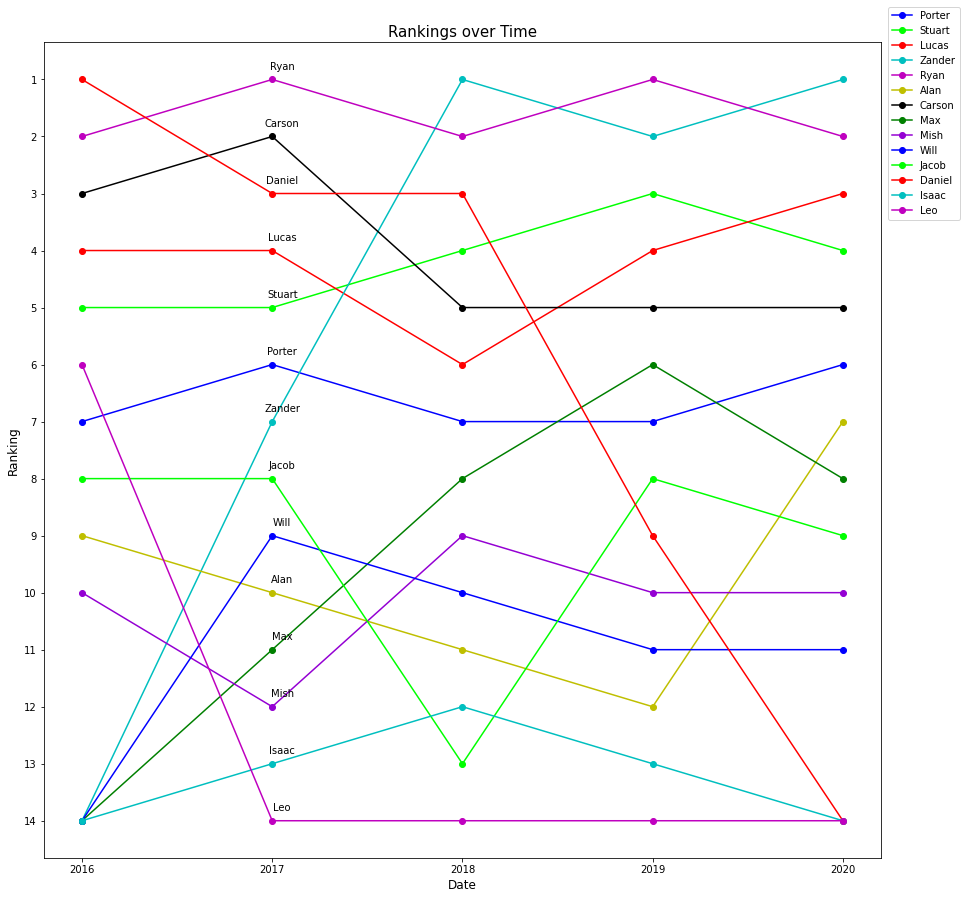 Rankings over Time
Porter
Stuart
Lucas
Zander
Ryan
Alan
Carson
Max
Mish
Will
Jacob
Daniel
Isaac
Leo
Ranking
1
2
3
4
5
6
7
8
9
10
11
12
13
14
Ryan
Carson
Daniel
Lucas
Stuart
Porter
Zander
Jacob
Will
Alan
Max
Mish
Isaac
Leo
2016 2017 2018 2019 2020
Date